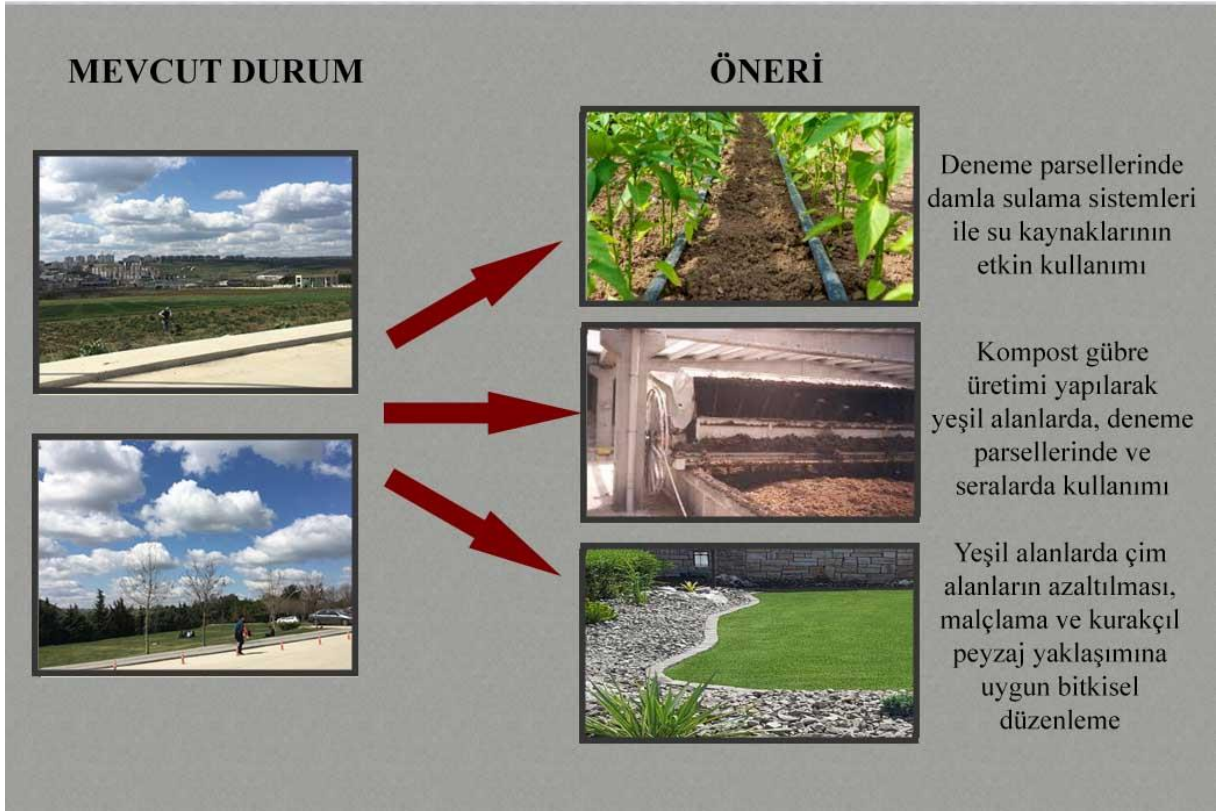 MEVCUT DURUM
ÖNERİ
Deneme parsellerinde
damla sulama sistemleri
ile su kaynaklarının
etkin kullanımı
Kompost gübre
üretimi yapılarak
yeşil alanlarda, deneme
parsellerinde ve
seralarda kullanımı
Yeşil alanlarda çim
alanların azaltılması,
malçlama ve kurakçıl
peyzaj yaklaşımına
uygun bitkisel
düzenleme